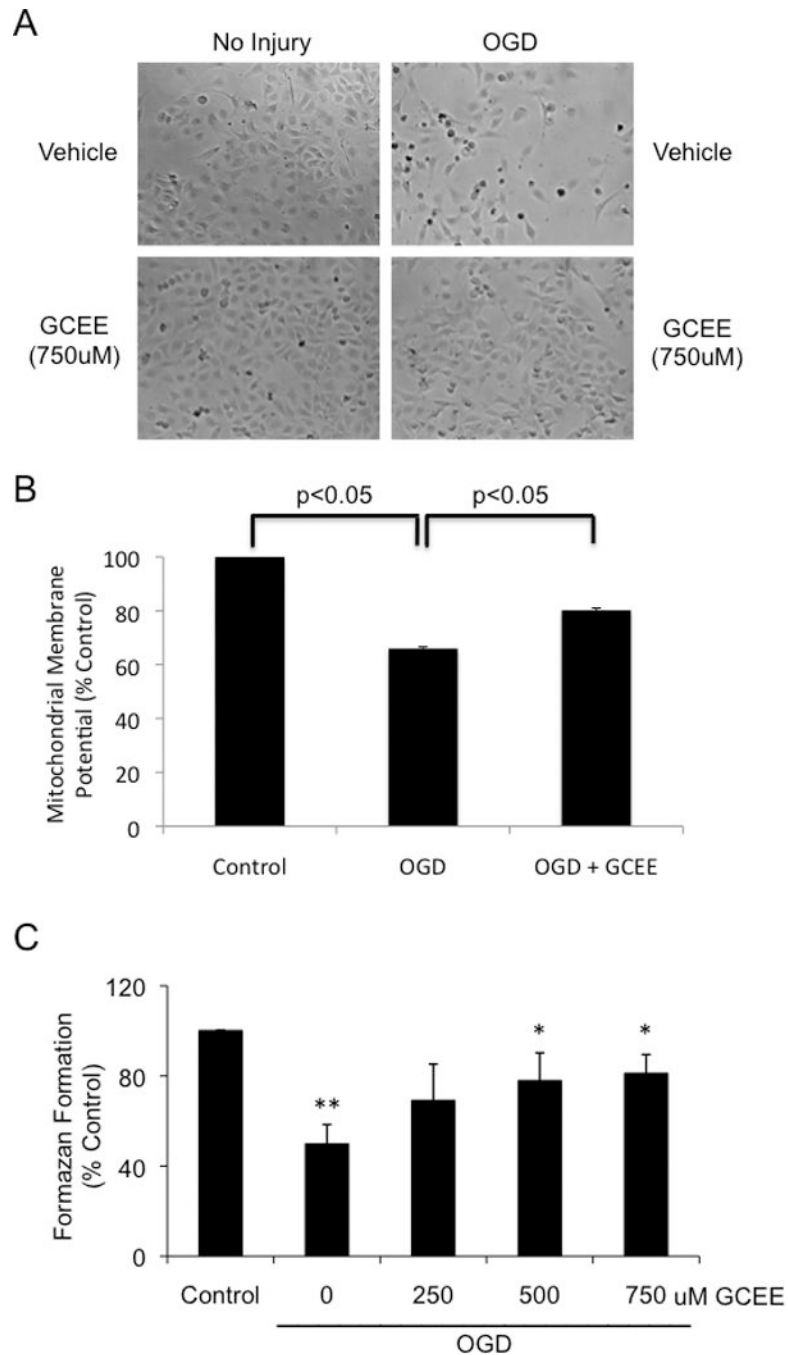 A
No Injury OGD
Vehicle Vehicle
GCEE
(750uM)
GCEE
(750uM)
B
p<0.05 p<0.05
Mitochondrial Membrane
Potential (% Control)
100
80
60
40
20
0
Control OGD OGD + GCEE
C
Formazan Formation
(% Control)
120
80
40
0
** * *
Control 0 250 500 750 uM GCEE
OGD